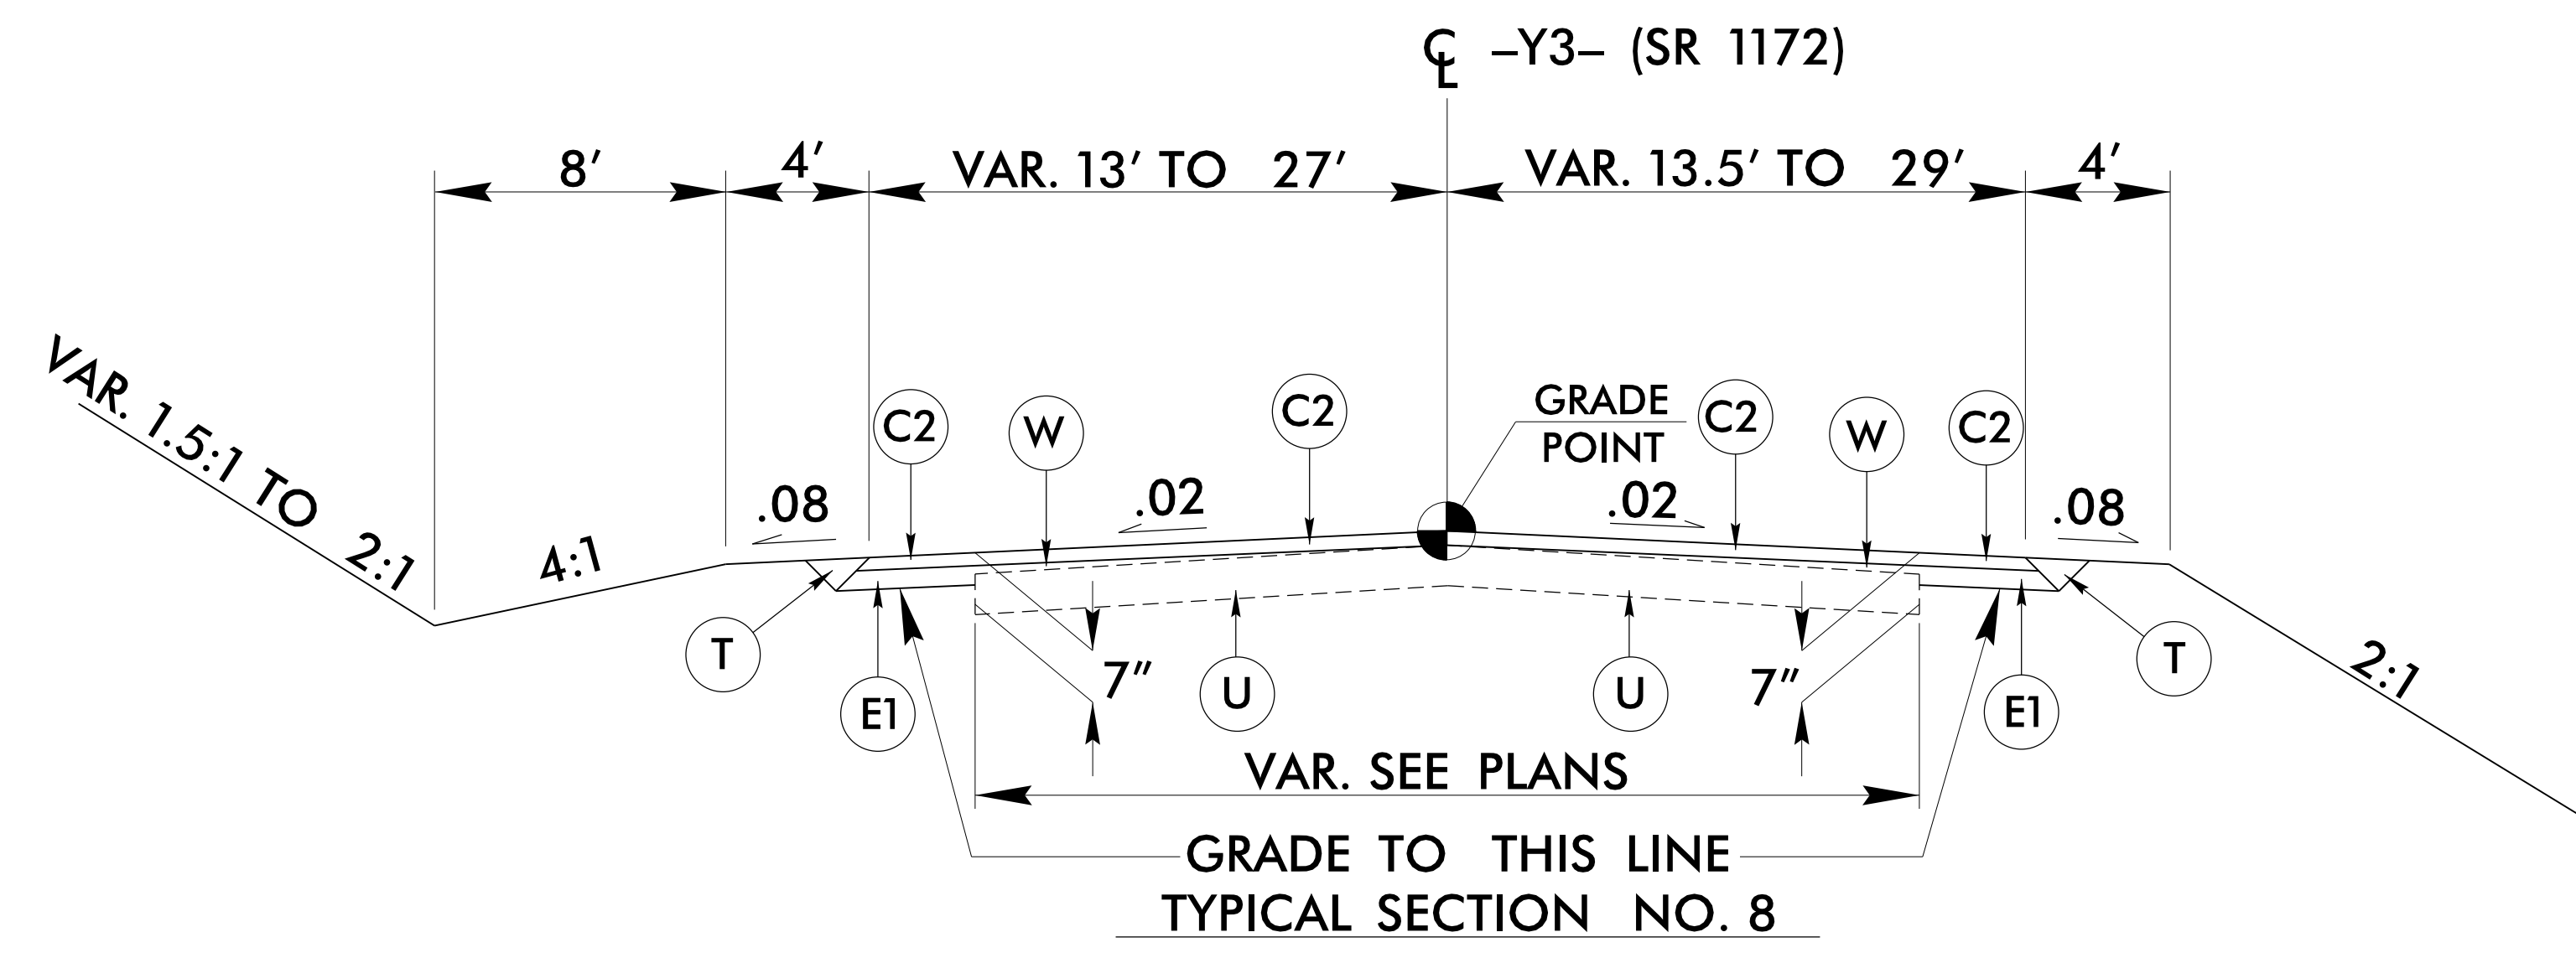 ℄ –Y3– (SR 1172)
8' 4' VAR. 13' TO 27' VAR. 13.5' TO 29' 4'
VAR. 1.5:1 TO 2:1
4:1
.08
C2
W
.02
C2
GRADE
POINT
C2
.02
W
C2
.08
2:1
T
E1
7"
U
U
7"
E1
T
VAR. SEE PLANS
GRADE TO THIS LINE
TYPICAL SECTION NO. 8